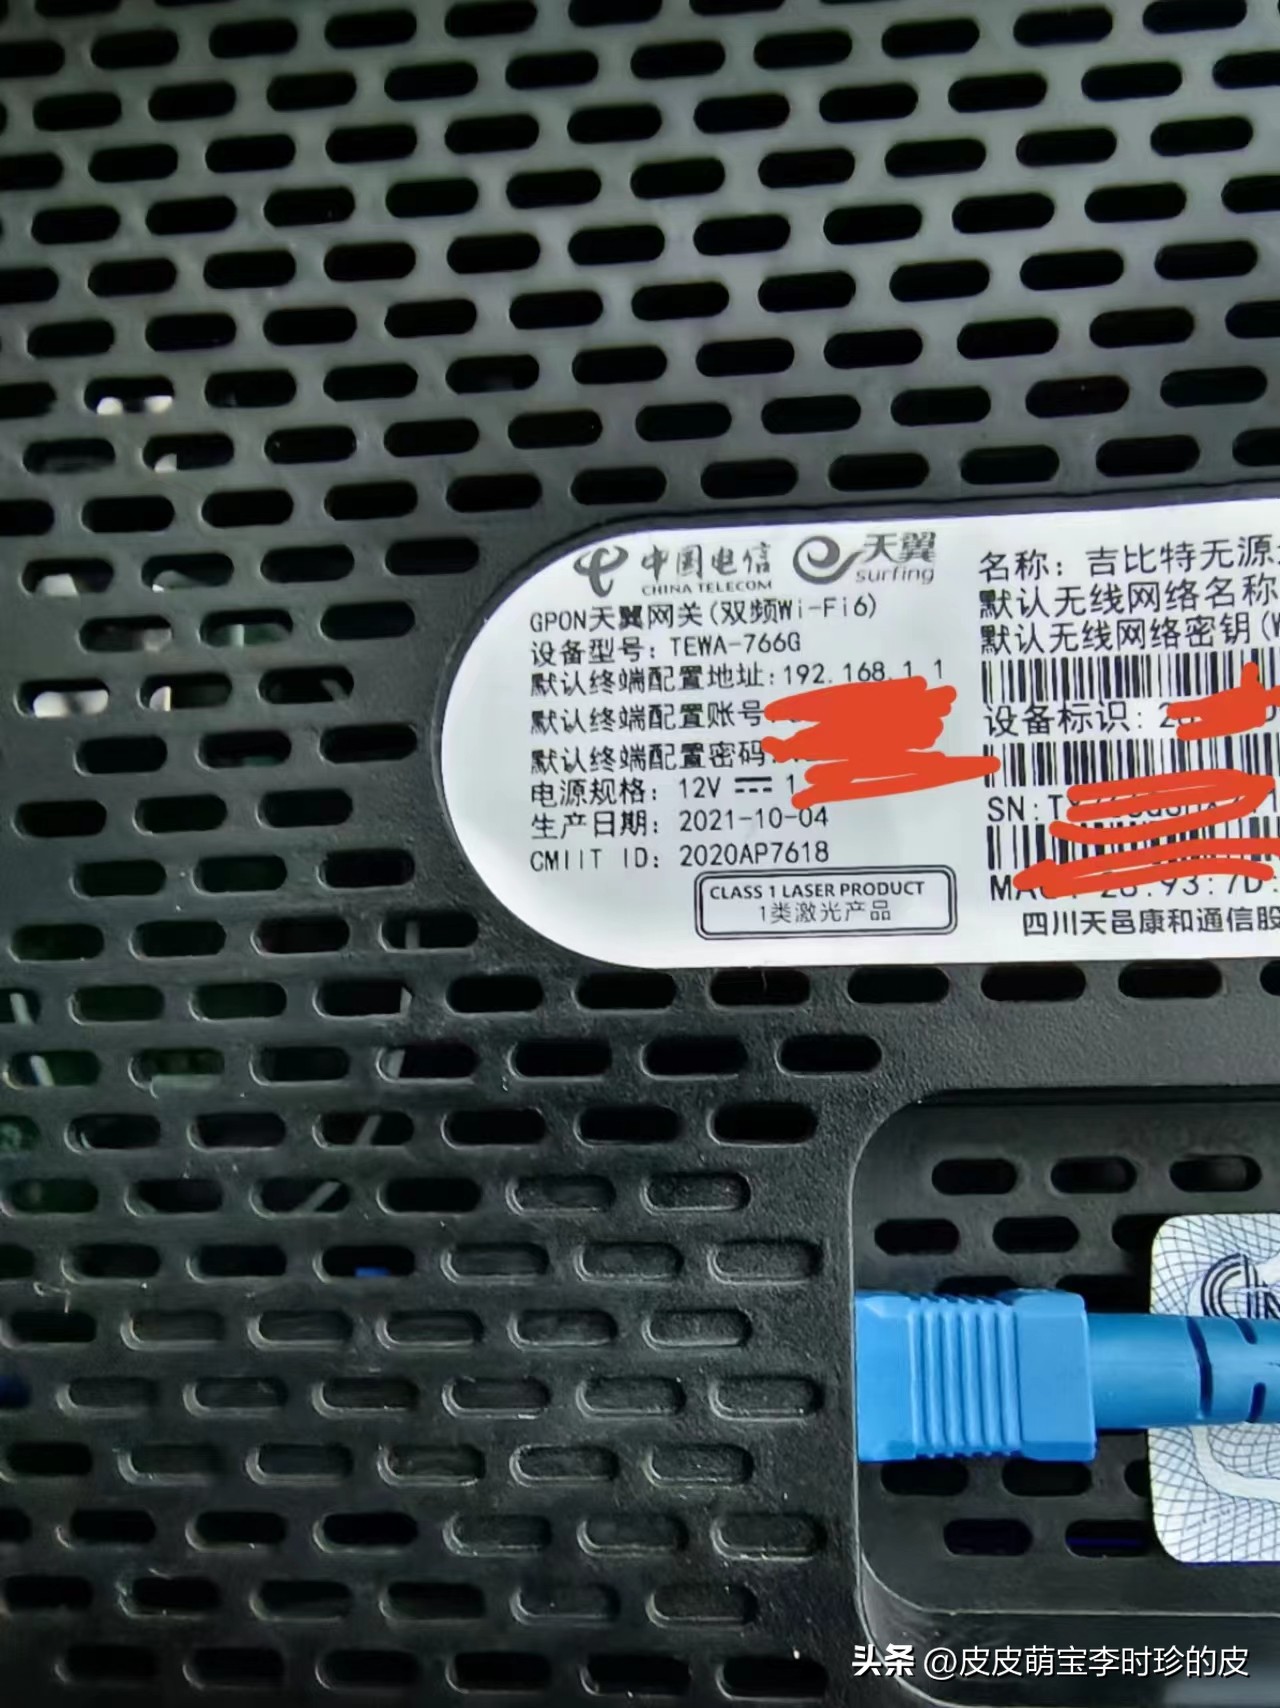 中国电信
CHINA TELECOM
天翼
surfing
GPON天翼网关(双频Wi-Fi6)
设备型号: TEWA-766G
默认终端配置地址:192.168.1.1
默认终端配置账号
默认终端配置密码
电源规格: 12V ⎓ 1
生产日期: 2021-10-04
CMIIT ID: 2020AP7618
CLASS 1 LASER PRODUCT
1类激光产品
名称: 吉比特无源
默认无线网络名称
默认无线网络密钥(W
设备标识: 28
SN:
28:93:7D:
四川天邑康和通信股
头条 @皮皮萌宝李时珍的皮